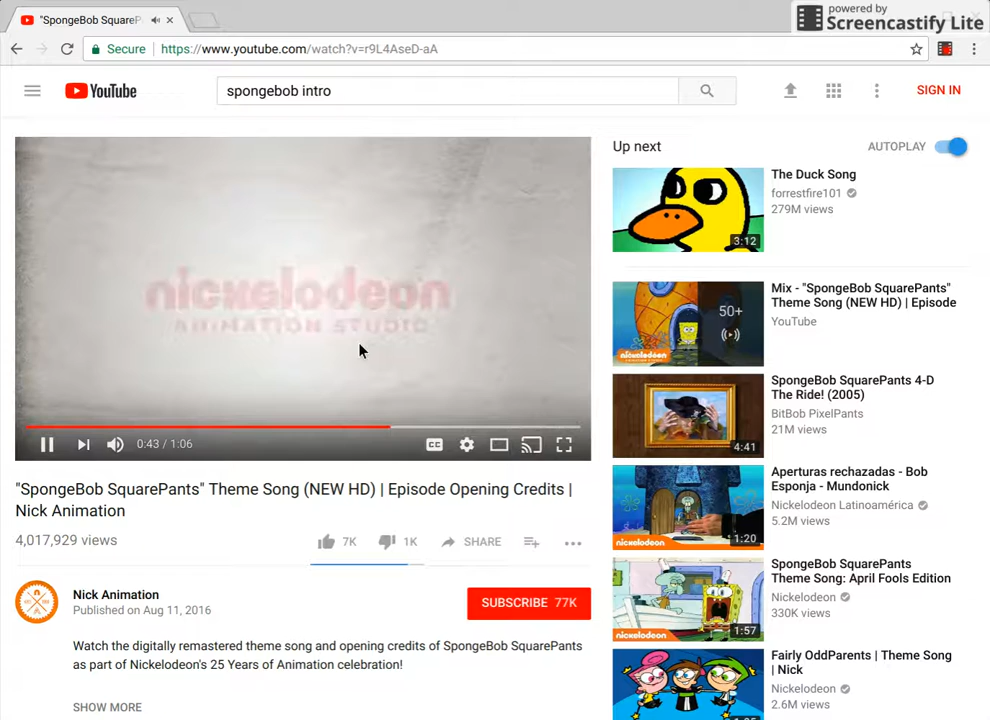 powered by
Screencastify Lite
"SpongeBob SquareP
Secure
https://www.youtube.com/watch?v=r9L4AseD-aA
YouTube
spongebob intro
SIGN IN
nickelodeon
ANIMATION STUDIO
0:43 / 1:06
CC
"SpongeBob SquarePants" Theme Song (NEW HD) | Episode Opening Credits |
Nick Animation
4,017,929 views
7K
1K
SHARE
Nick Animation
Published on Aug 11, 2016
SUBSCRIBE 77K
Watch the digitally remastered theme song and opening credits of SpongeBob SquarePants
as part of Nickelodeon's 25 Years of Animation celebration!
SHOW MORE
Up next
AUTOPLAY
3:12
The Duck Song
forrestfire101
279M views
50+
nickelodeon
Mix - "SpongeBob SquarePants"
Theme Song (NEW HD) | Episode
YouTube
4:41
SpongeBob SquarePants 4-D
The Ride! (2005)
BitBob PixelPants
21M views
nickelodeon
1:20
Aperturas rechazadas - Bob
Esponja - Mundonick
Nickelodeon Latinoamérica
5.2M views
nickelodeon
1:57
SpongeBob SquarePants
Theme Song: April Fools Edition
Nickelodeon
330K views
Fairly OddParents | Theme Song
| Nick
Nickelodeon
2.6M views